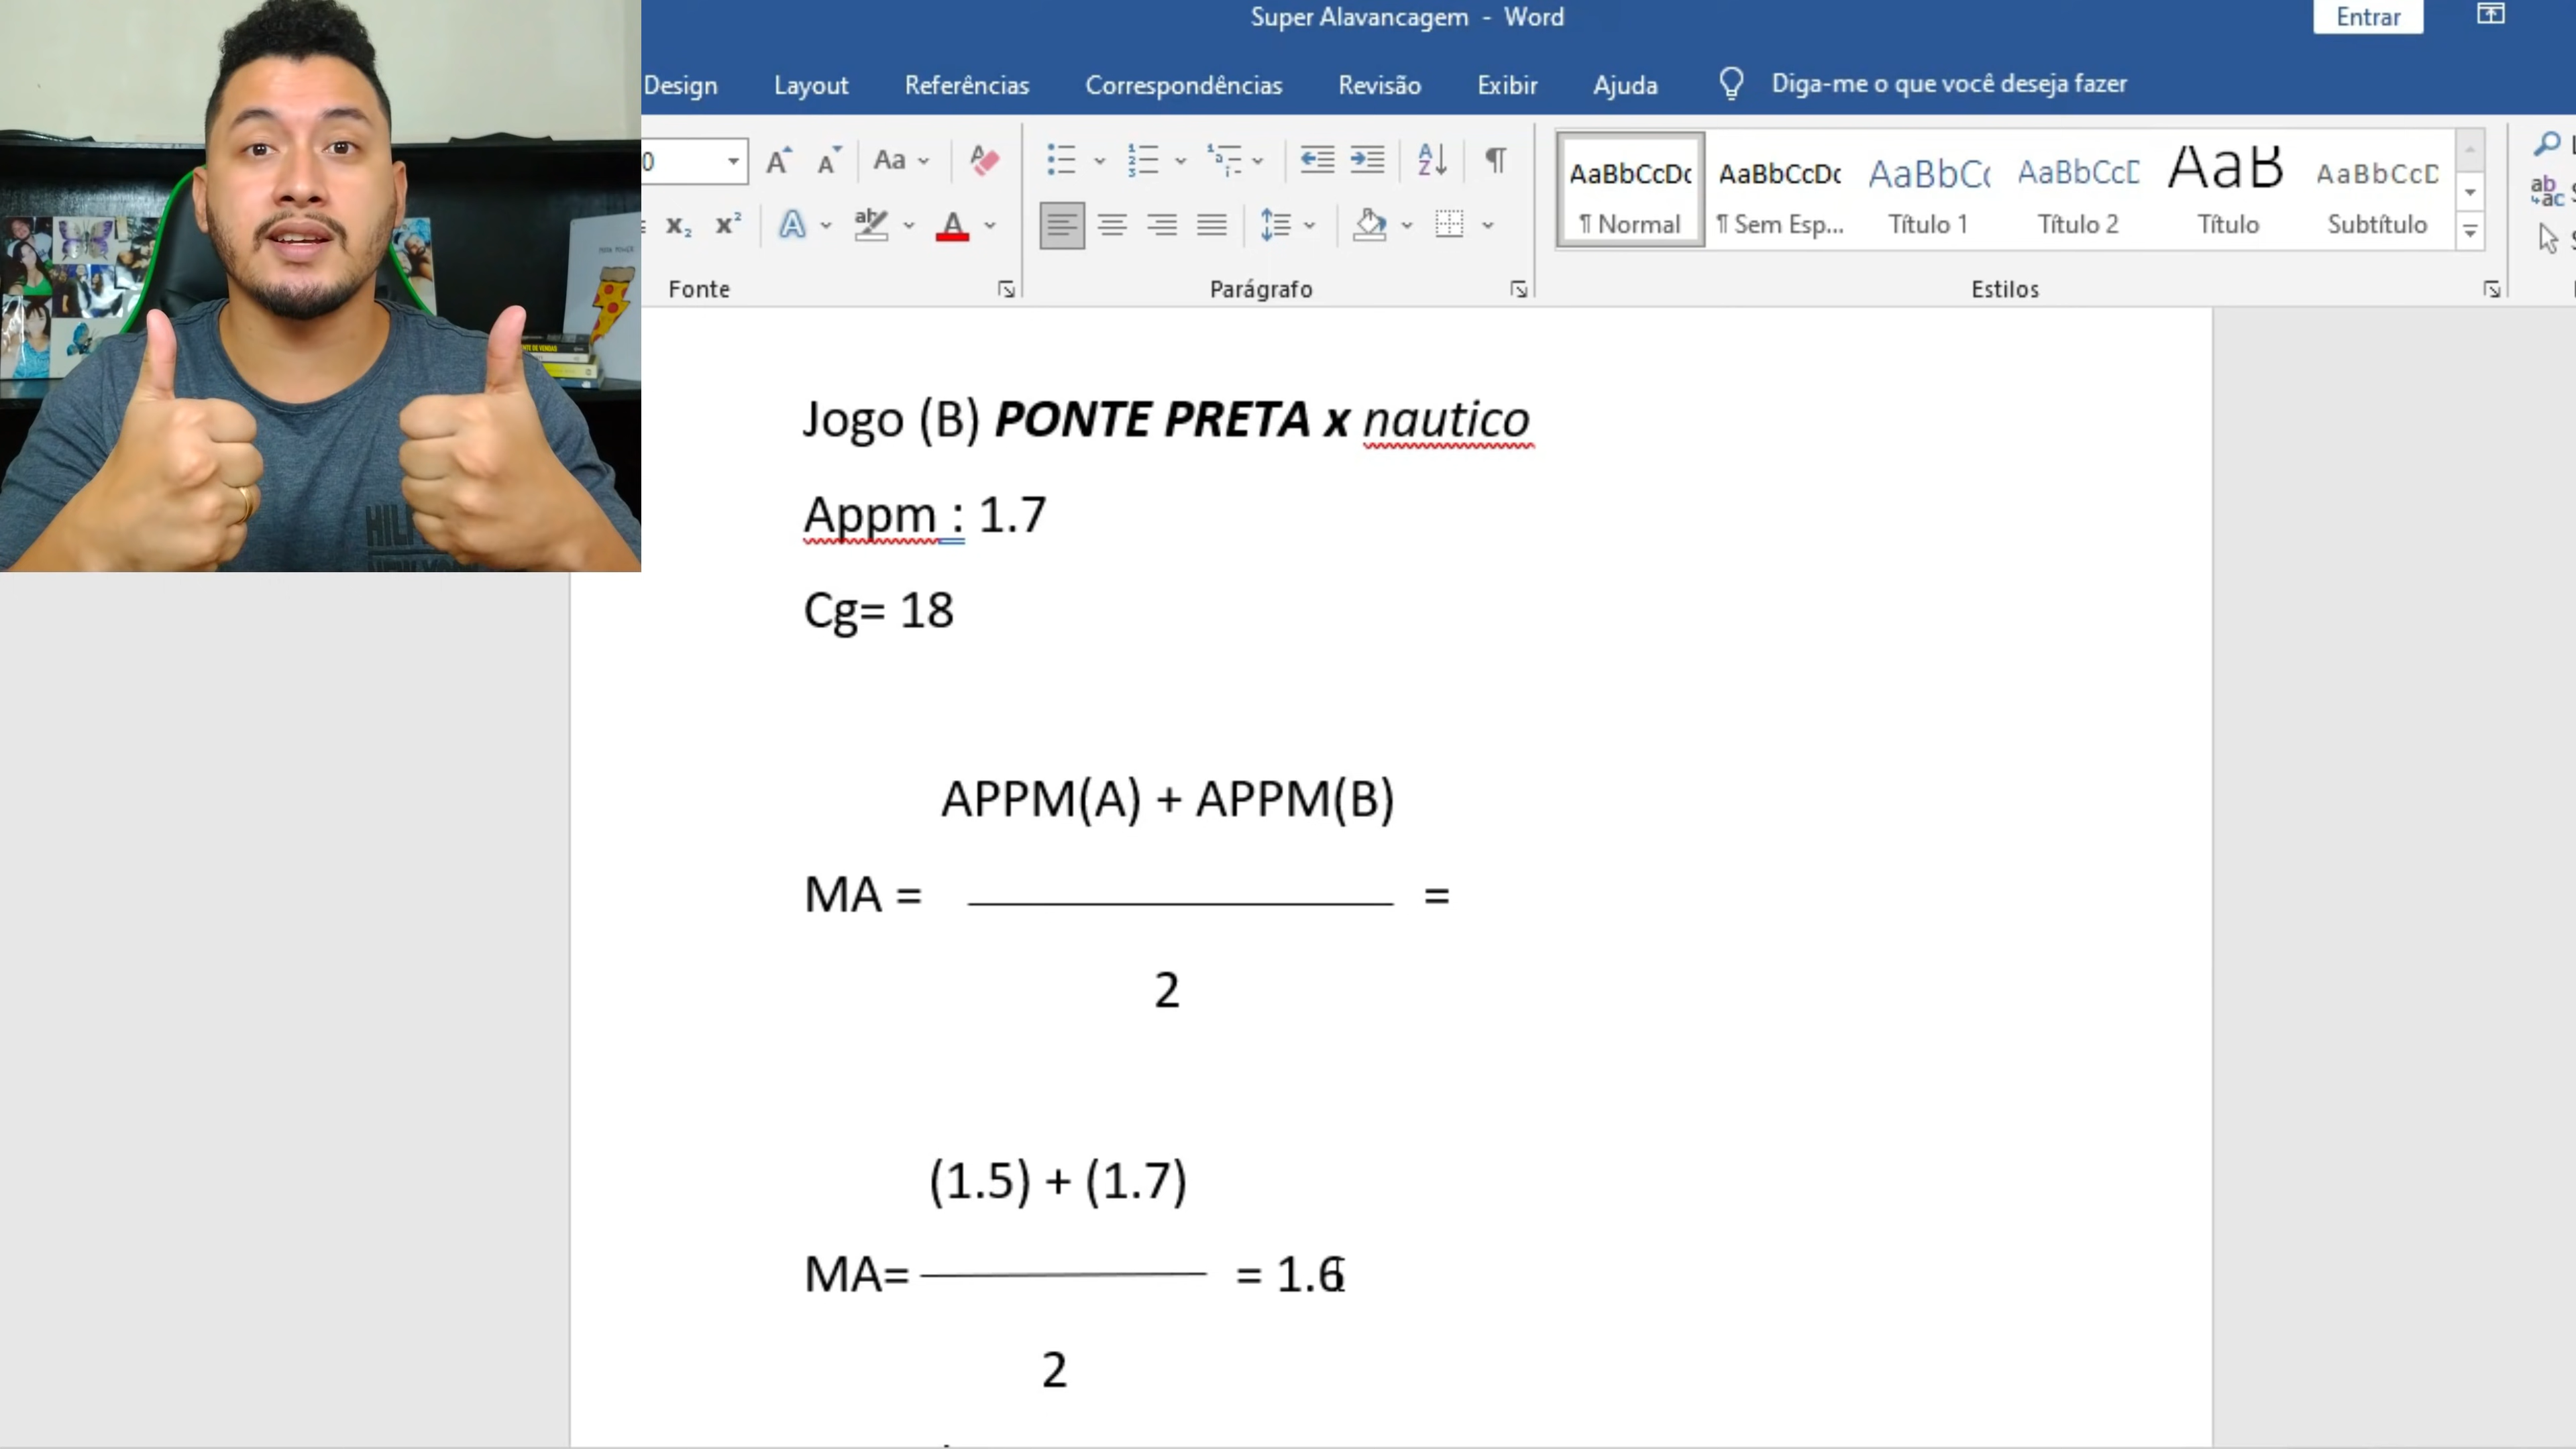 Super Alavancagem - Word
Entrar
Design Layout Referências Correspondências Revisão Exibir Ajuda Diga-me o que você deseja fazer
AaBbCcDc AaBbCcDc AaBbC( AaBbCcD AaB AaBbCcD
¶ Normal ¶ Sem Esp... Título 1 Título 2 Título Subtítulo
Fonte Parágrafo Estilos
Jogo (B) PONTE PRETA x nautico
Appm : 1.7
Cg= 18
APPM(A) + APPM(B)
MA = =
2
(1.5) + (1.7)
MA= = 1.6
2